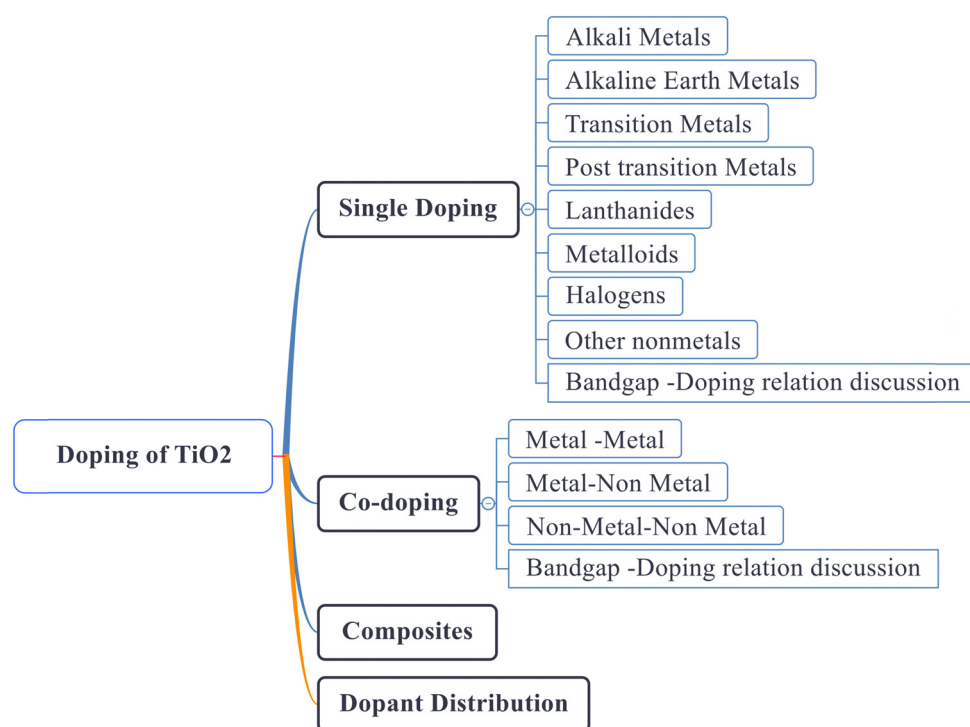 Doping of TiO2
Single Doping
Alkali Metals
Alkaline Earth Metals
Transition Metals
Post transition Metals
Lanthanides
Metalloids
Halogens
Other nonmetals
Bandgap -Doping relation discussion
Co-doping
Metal -Metal
Metal-Non Metal
Non-Metal-Non Metal
Bandgap -Doping relation discussion
Composites
Dopant Distribution